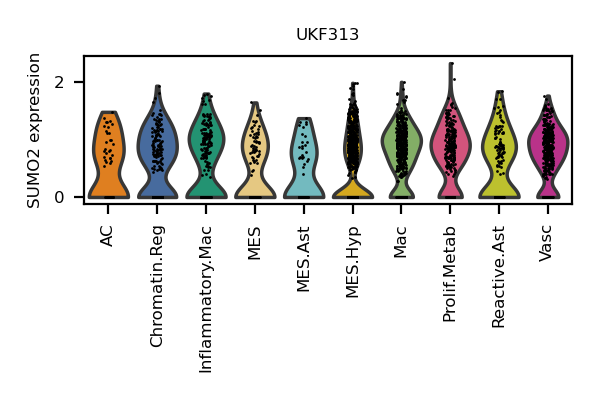 UKF313
SUMO2 expression
2
0
AC
Chromatin.Reg
Inflammatory.Mac
MES
MES.Ast
MES.Hyp
Mac
Prolif.Metab
Reactive.Ast
Vasc